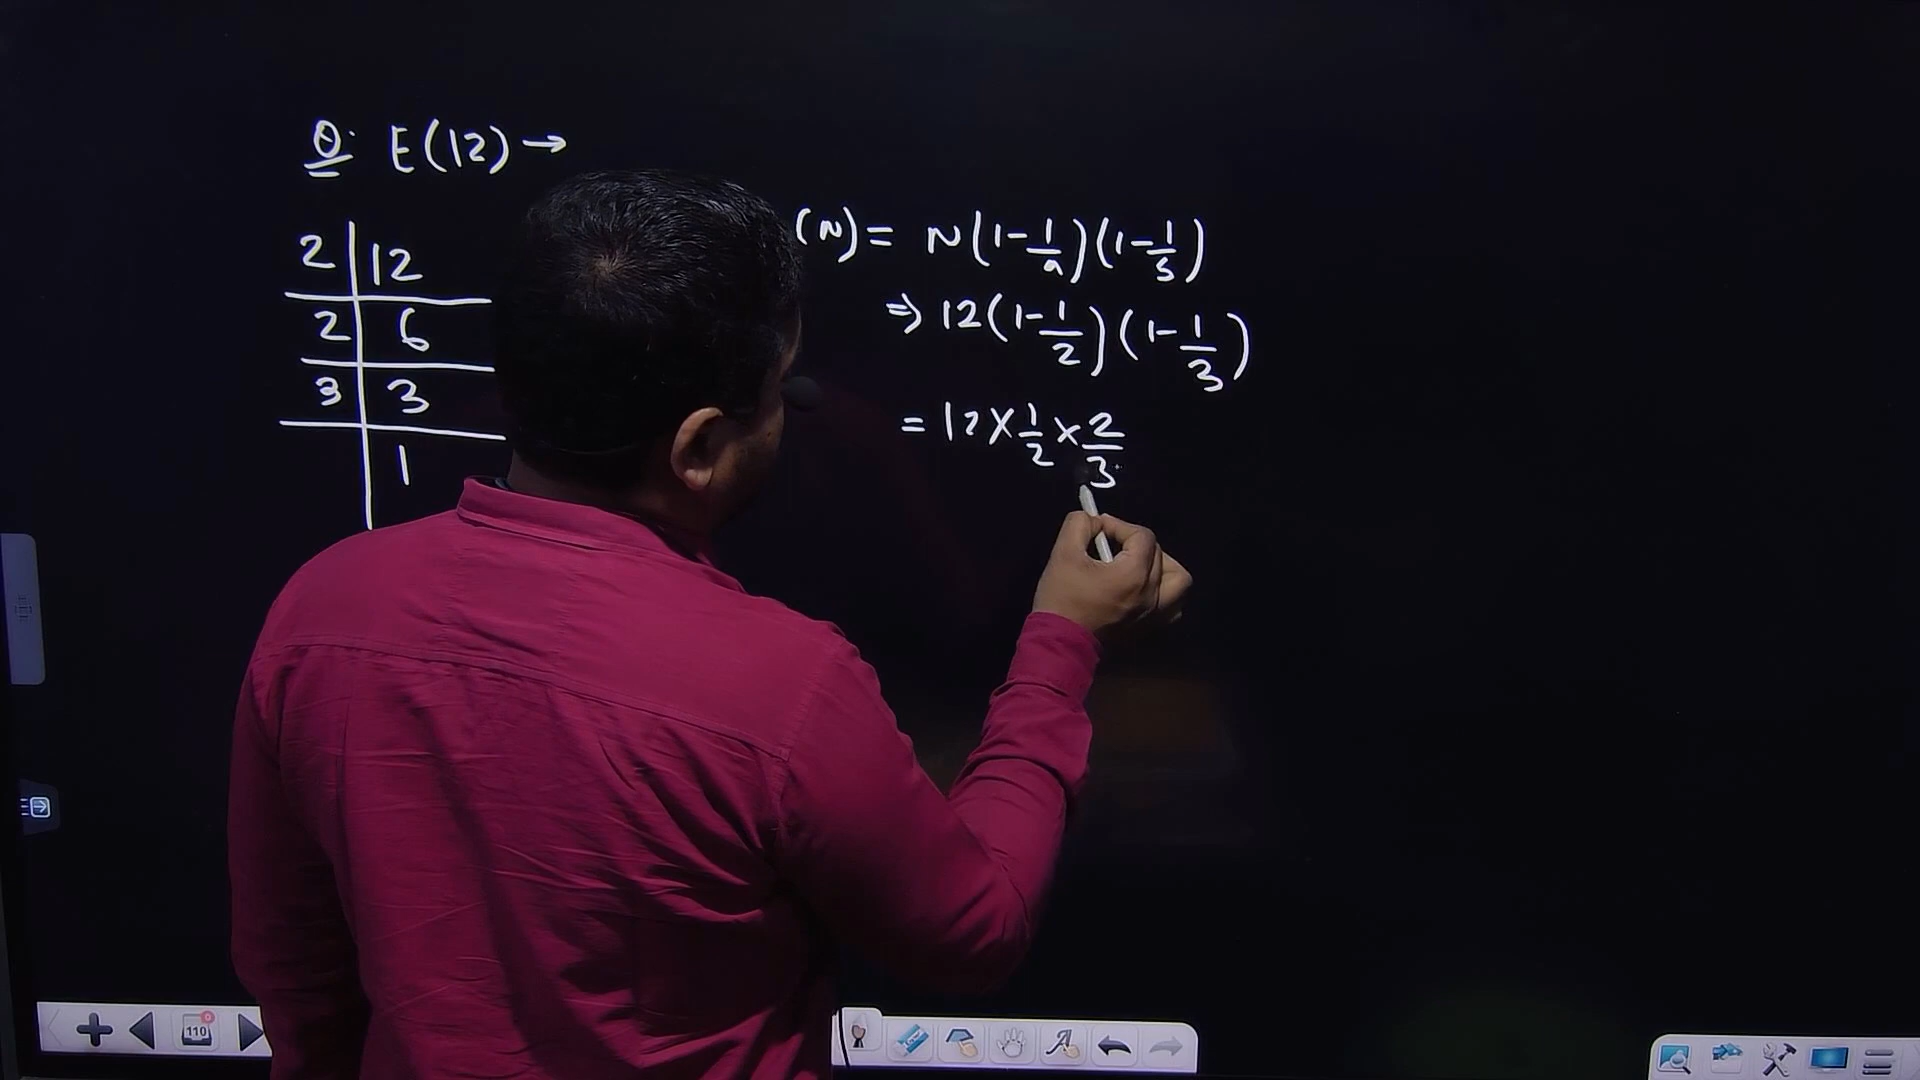 Q. E(12) →
2 | 12
2 | 6
3 | 3
1
(N) = N(1-1/a)(1-1/b)
⇒ 12(1-1/2)(1-1/3)
= 12 × 1/2 × 2/3
110